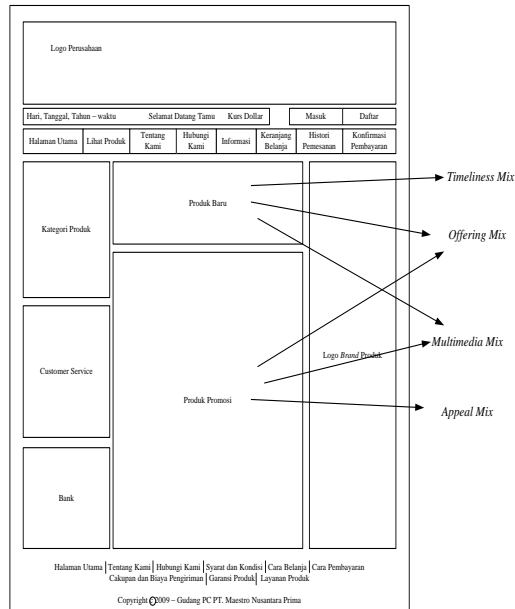 Logo Perusahaan
Hari, Tanggal, Tahun – waktu Selamat Datang Tamu Kurs Dollar Masuk Daftar
Halaman Utama
Lihat Produk
Tentang
Kami
Hubungi
Kami
Informasi
Keranjang
Belanja
Histori
Pemesanan
Konfirmasi
Pembayaran
Kategori Produk
Produk Baru
Timeliness Mix
Offering Mix
Customer Service
Logo Brand Produk
Multimedia Mix
Produk Promosi
Appeal Mix
Bank
Halaman Utama Tentang Kami Hubungi Kami Syarat dan Kondisi Cara Belanja Cara Pembayaran
Cakupan dan Biaya Pengiriman Garansi Produk Layanan Produk
Copyright © 2009 – Gudang PC PT. Maestro Nusantara Prima